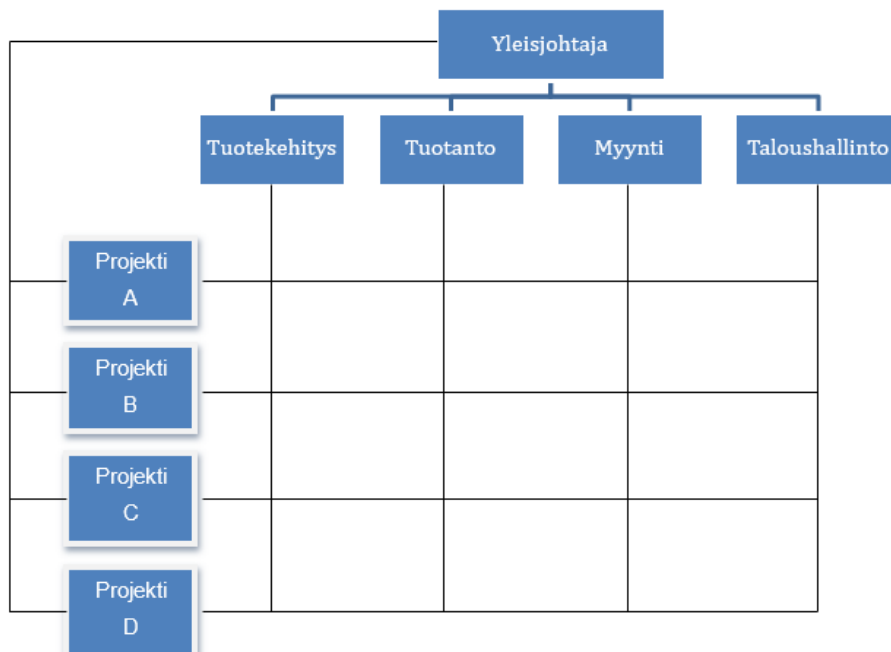 Yleisjohtaja
Tuotekehitys
Tuotanto
Myynti
Taloushallinto
Projekti
A
Projekti
B
Projekti
C
Projekti
D